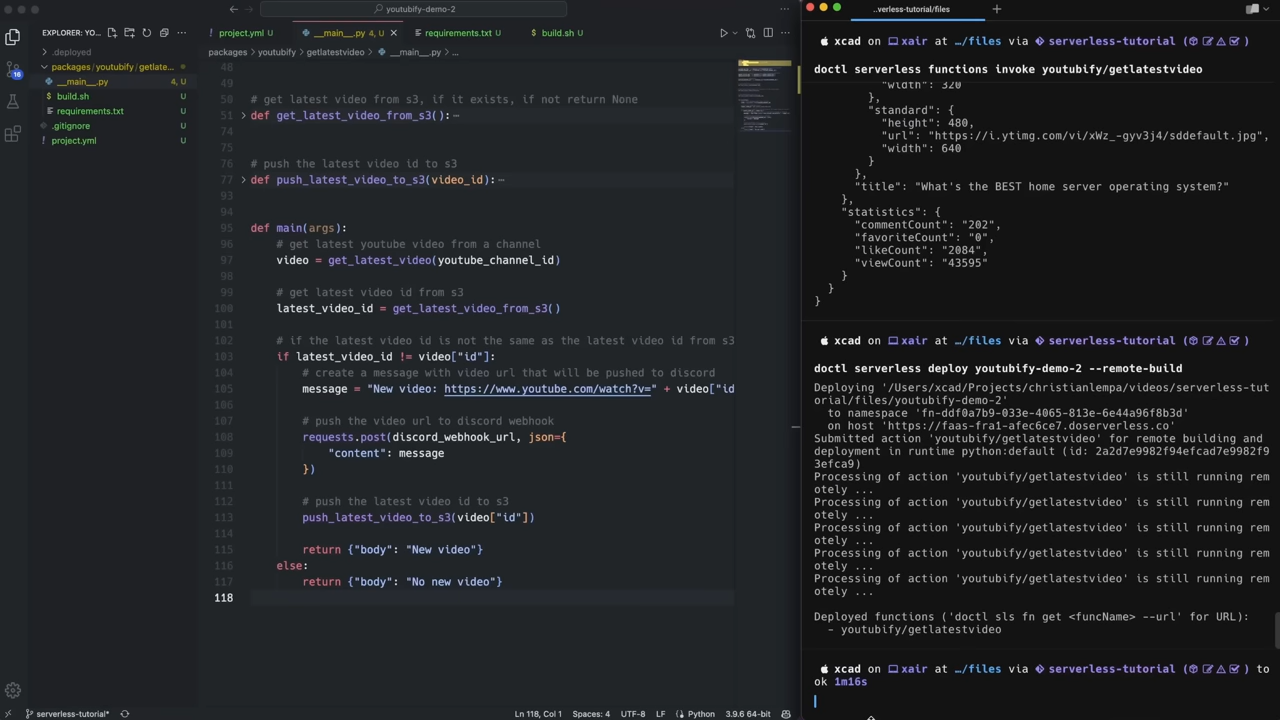 youtubify-demo-2
EXPLORER: YO...
project.yml U
__main__.py 4, U
requirements.txt U
build.sh U
packages > youtubify > getlatestvideo > __main__.py > ...
.deployed
packages / youtubify / getlate...
__main__.py 4, U
build.sh U
requirements.txt U
.gitignore U
project.yml U
16
48
49
50 # get latest video from s3, if it exists, if not return None
51 def get_latest_video_from_s3(): ...
74
75
76 # push the latest video id to s3
77 def push_latest_video_to_s3(video_id): ...
93
94
95 def main(args):
96 # get latest youtube video from a channel
97 video = get_latest_video(youtube_channel_id)
98
99 # get latest video id from s3
100 latest_video_id = get_latest_video_from_s3()
101
102 # if the latest video id is not the same as the latest video id from s3
103 if latest_video_id != video["id"]:
104 # create a message with video url that will be pushed to discord
105 message = "New video: https://www.youtube.com/watch?v=" + video["id
106
107 # push the video url to discord webhook
108 requests.post(discord_webhook_url, json={
109 "content": message
110 })
111
112 # push the latest video id to s3
113 push_latest_video_to_s3(video["id"])
114
115 return {"body": "New video"}
116 else:
117 return {"body": "No new video"}
118
serverless-tutorial*
Ln 118, Col 1 Spaces: 4 UTF-8 LF Python 3.9.6 64-bit
..verless-tutorial/files
xcad on xair at …/files via serverless-tutorial
doctl serverless functions invoke youtubify/getlatest
"width": 320
},
"standard": {
"height": 480,
"url": "https://i.ytimg.com/vi/xWz_-gyv3j4/sddefault.jpg",
"width": 640
}
},
"title": "What's the BEST home server operating system?"
},
"statistics": {
"commentCount": "202",
"favoriteCount": "0",
"likeCount": "2084",
"viewCount": "43595"
}
}
}
xcad on xair at …/files via serverless-tutorial
doctl serverless deploy youtubify-demo-2 --remote-build
Deploying '/Users/xcad/Projects/christianlempa/videos/serverless-tut
orial/files/youtubify-demo-2'
to namespace 'fn-ddf0a7b9-033e-4065-813e-6e44a96f8b3d'
on host 'https://faas-fra1-afec6ce7.doserverless.co'
Submitted action 'youtubify/getlatestvideo' for remote building and
deployment in runtime python:default (id: 2a2d7e9982f94efcad7e9982f9
3efca9)
Processing of action 'youtubify/getlatestvideo' is still running rem
otely ...
Processing of action 'youtubify/getlatestvideo' is still running rem
otely ...
Processing of action 'youtubify/getlatestvideo' is still running rem
otely ...
Processing of action 'youtubify/getlatestvideo' is still running rem
otely ...
Processing of action 'youtubify/getlatestvideo' is still running rem
otely ...
Deployed functions ('doctl sls fn get <funcName> --url' for URL):
- youtubify/getlatestvideo
xcad on xair at …/files via serverless-tutorial to
ok 1m16s